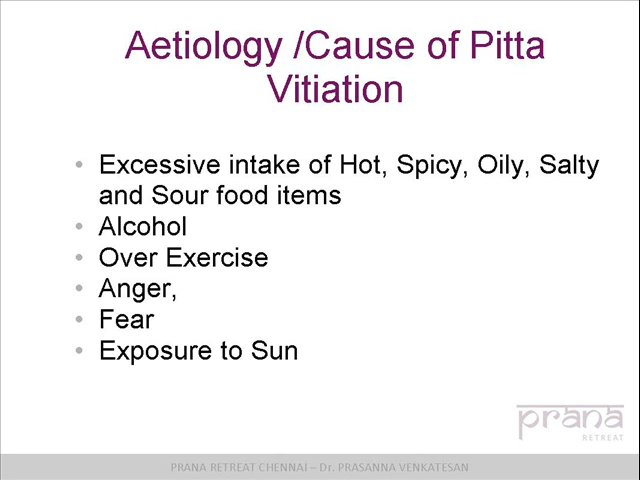 Aetiology /Cause of Pitta
Vitiation
• Excessive intake of Hot, Spicy, Oily, Salty
and Sour food items
• Alcohol
• Over Exercise
• Anger,
• Fear
• Exposure to Sun
prana
RETREAT
PRANA RETREAT CHENNAI – Dr. PRASANNA VENKATESAN